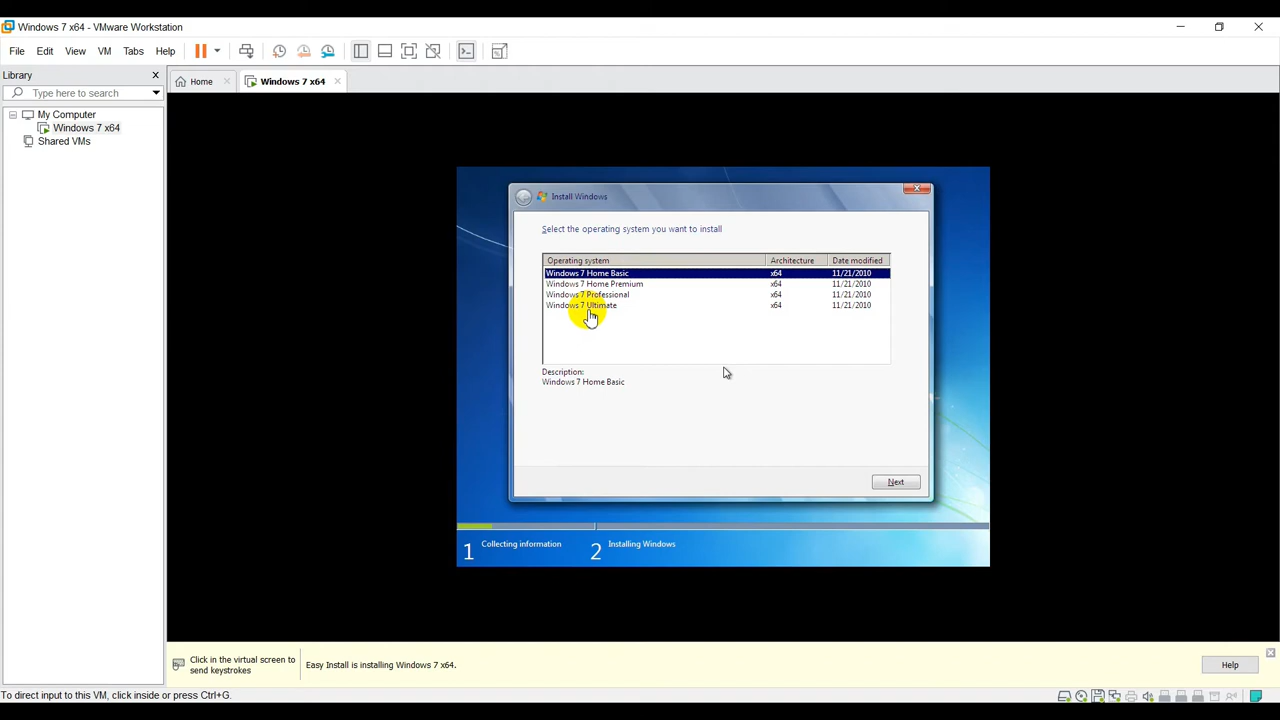 Windows 7 x64 - VMware Workstation
File Edit View VM Tabs Help
Library
Type here to search
My Computer
Windows 7 x64
Shared VMs
Home
Windows 7 x64
Install Windows
Select the operating system you want to install
Operating system Architecture Date modified
Windows 7 Home Basic x64 11/21/2010
Windows 7 Home Premium x64 11/21/2010
Windows 7 Professional x64 11/21/2010
Windows 7 Ultimate x64 11/21/2010
Description:
Windows 7 Home Basic
Next
1 Collecting information 2 Installing Windows
Click in the virtual screen to
send keystrokes
Easy Install is installing Windows 7 x64.
Help
To direct input to this VM, click inside or press Ctrl+G.